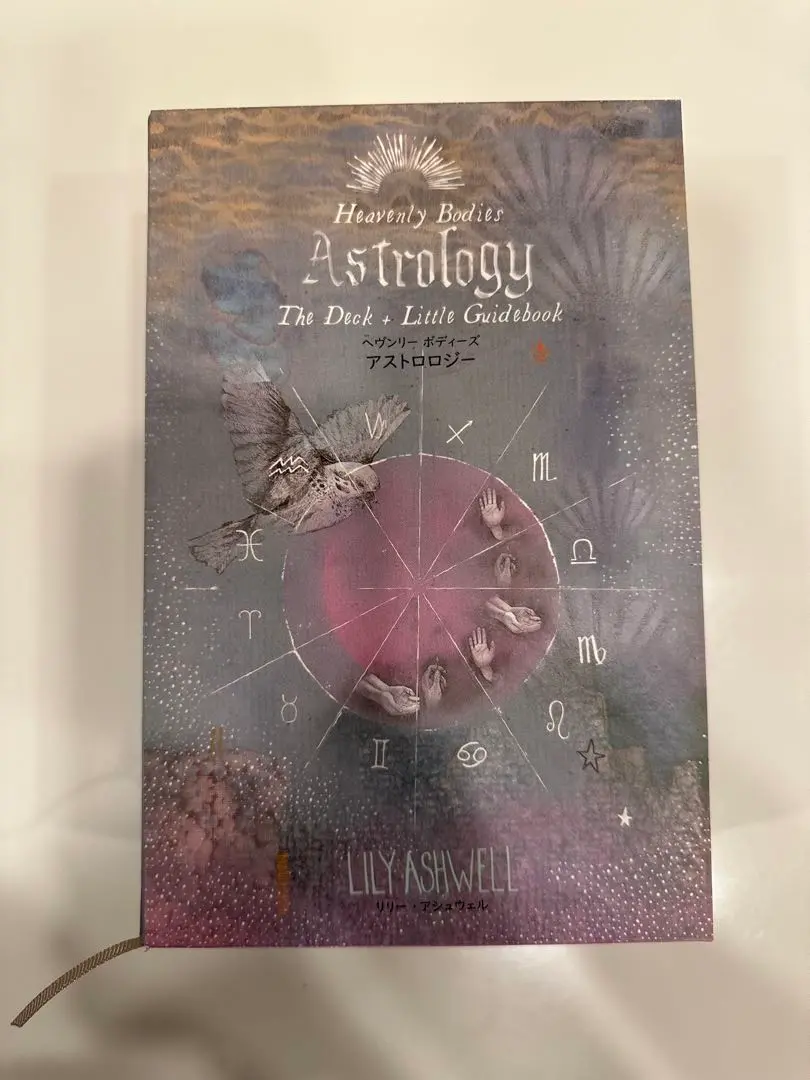 Heavenly Bodies
Astrology
The Deck + Little Guidebook
ヘヴンリー ボディーズ
アストロロジー
♑ ♐
♒ ♏
♓ ♎
♈ ♍
♉ ♌
♊ ♋
LILY ASHWELL
リリー・アシュウェル